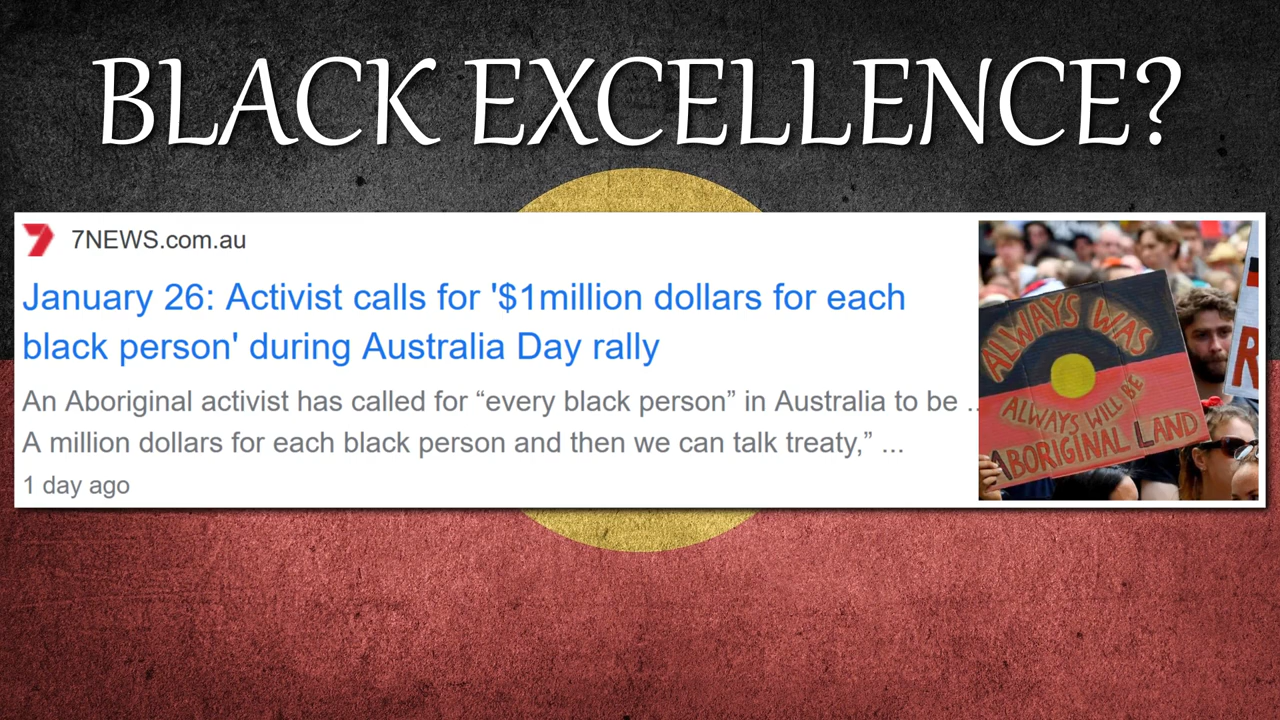 BLACK EXCELLENCE?
7NEWS.com.au
January 26: Activist calls for '$1million dollars for each
black person' during Australia Day rally
An Aboriginal activist has called for “every black person” in Australia to be ..
A million dollars for each black person and then we can talk treaty,” ...
1 day ago
ALWAYS WAS
ALWAYS WILL BE
ABORIGINAL LAND
R